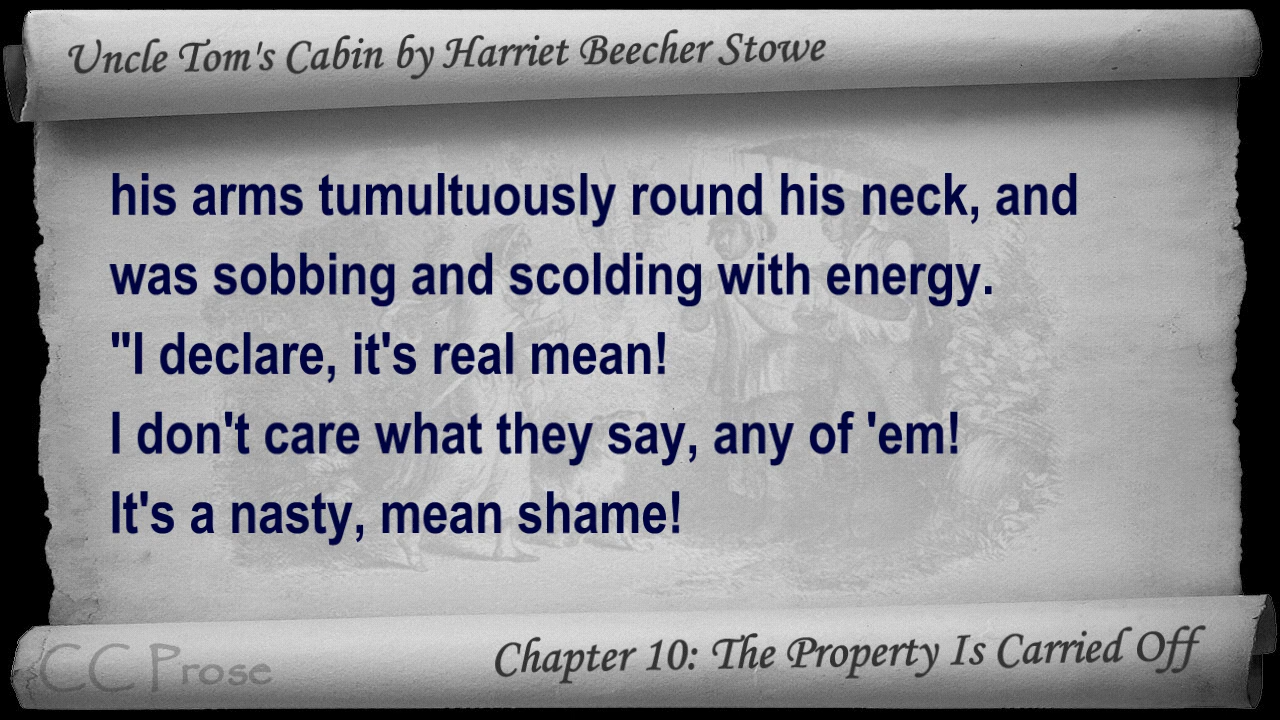 Uncle Tom's Cabin by Harriet Beecher Stowe
his arms tumultuously round his neck, and
was sobbing and scolding with energy.
"I declare, it's real mean!
I don't care what they say, any of 'em!
It's a nasty, mean shame!
CC Prose
Chapter 10: The Property Is Carried Off